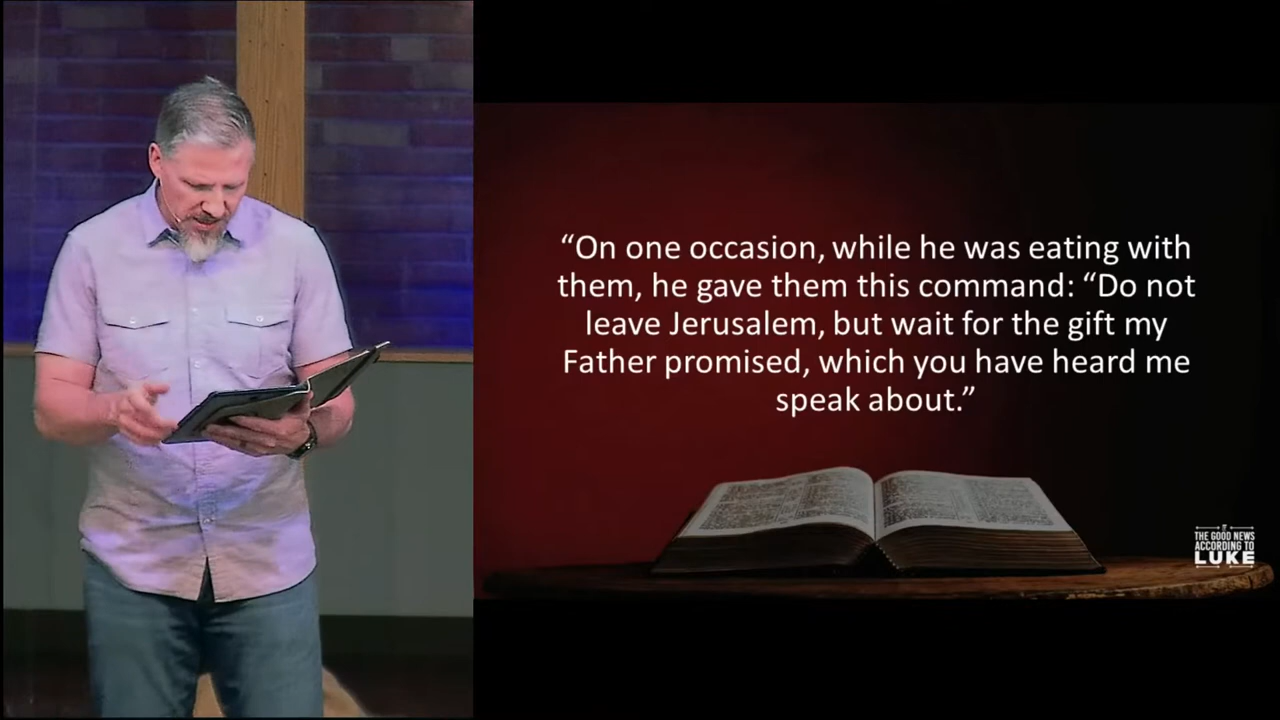 “On one occasion, while he was eating with
them, he gave them this command: “Do not
leave Jerusalem, but wait for the gift my
Father promised, which you have heard me
speak about.”
THE GOOD NEWS
ACCORDING TO
LUKE